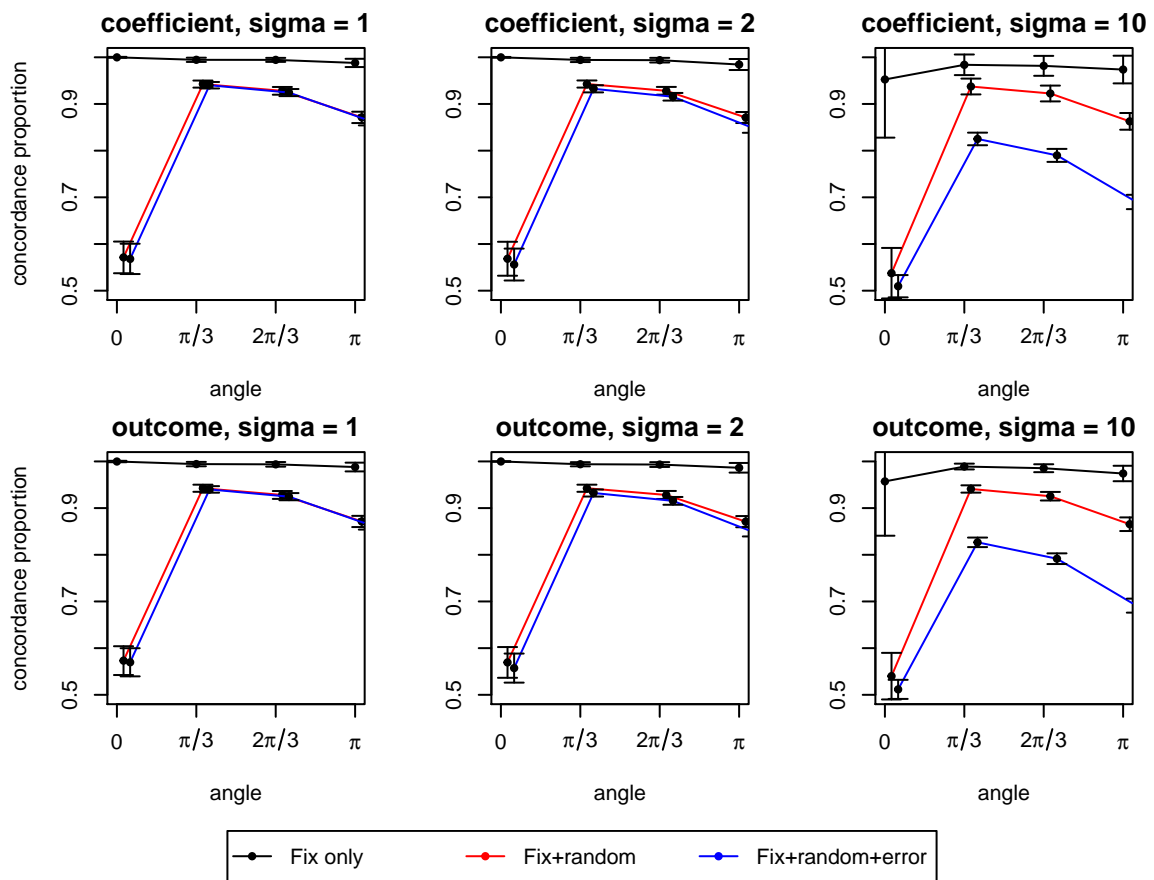 coefficient, sigma = 1
coefficient, sigma = 2
coefficient, sigma = 10
concordance proportion
0.5
0.7
0.9
0
π/3
2π/3
π
angle
0.5
0.7
0.9
0
π/3
2π/3
π
angle
0.5
0.7
0.9
0
π/3
2π/3
π
angle
outcome, sigma = 1
outcome, sigma = 2
outcome, sigma = 10
concordance proportion
0.5
0.7
0.9
0
π/3
2π/3
π
angle
0.5
0.7
0.9
0
π/3
2π/3
π
angle
0.5
0.7
0.9
0
π/3
2π/3
π
angle
Fix only
Fix+random
Fix+random+error